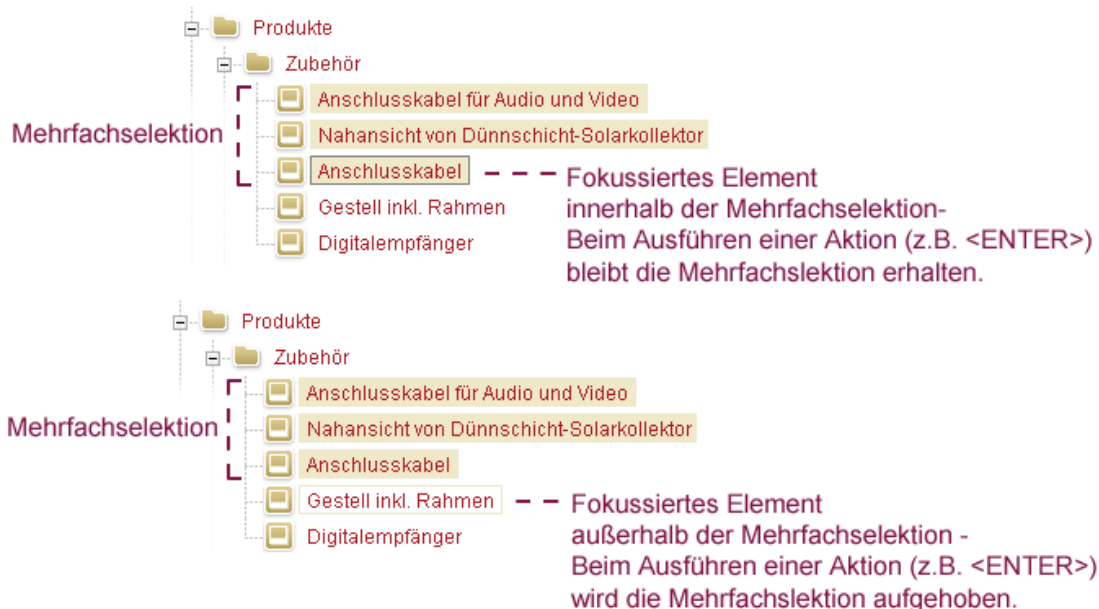 Produkte
Zubehör
Anschlusskabel für Audio und Video
Mehrfachselektion
Nahansicht von Dünnschicht-Solarkollektor
Anschlusskabel
Fokussiertes Element
innerhalb der Mehrfachselektion-
Beim Ausführen einer Aktion (z.B. <ENTER>)
bleibt die Mehrfachslektion erhalten.
Gestell inkl. Rahmen
Digitalempfänger
Produkte
Zubehör
Anschlusskabel für Audio und Video
Mehrfachselektion
Nahansicht von Dünnschicht-Solarkollektor
Anschlusskabel
Gestell inkl. Rahmen
Fokussiertes Element
außerhalb der Mehrfachselektion -
Beim Ausführen einer Aktion (z.B. <ENTER>)
wird die Mehrfachslektion aufgehoben.
Digitalempfänger